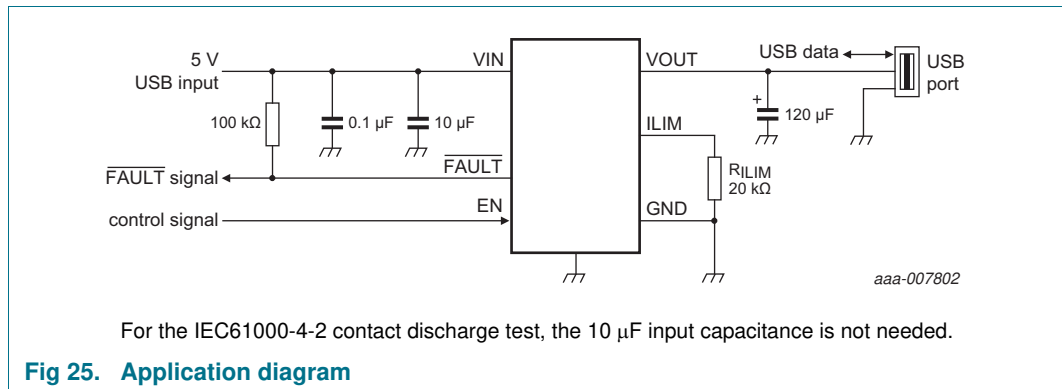 5 V
USB input
VIN
VOUT
USB data
USB
port
100 kΩ
0.1 µF
10 µF
+
120 µF
ILIM
FAULT
FAULT signal
RILIM
20 kΩ
EN
GND
control signal
aaa-007802
For the IEC61000-4-2 contact discharge test, the 10 µF input capacitance is not needed.
Fig 25. Application diagram